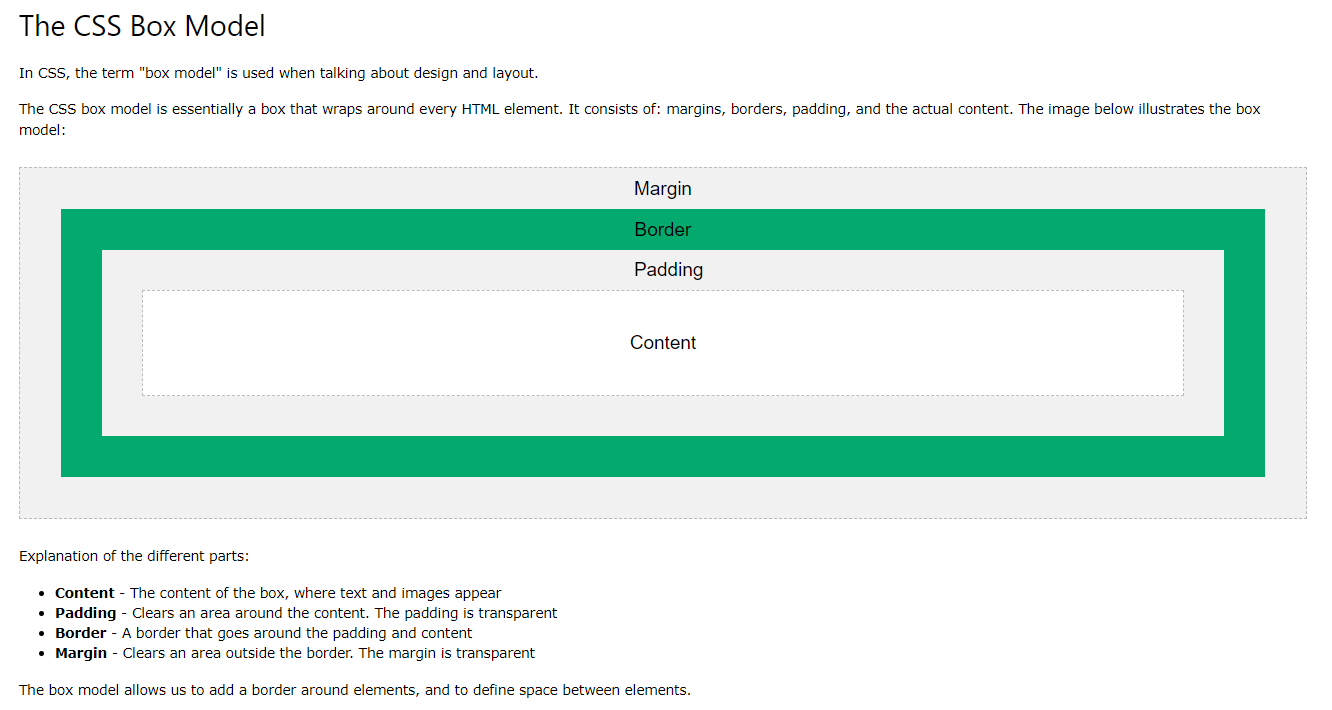 The CSS Box Model
In CSS, the term "box model" is used when talking about design and layout.
The CSS box model is essentially a box that wraps around every HTML element. It consists of: margins, borders, padding, and the actual content. The image below illustrates the box
model:
Margin
Border
Padding
Content
Explanation of the different parts:
• Content - The content of the box, where text and images appear
• Padding - Clears an area around the content. The padding is transparent
• Border - A border that goes around the padding and content
• Margin - Clears an area outside the border. The margin is transparent
The box model allows us to add a border around elements, and to define space between elements.